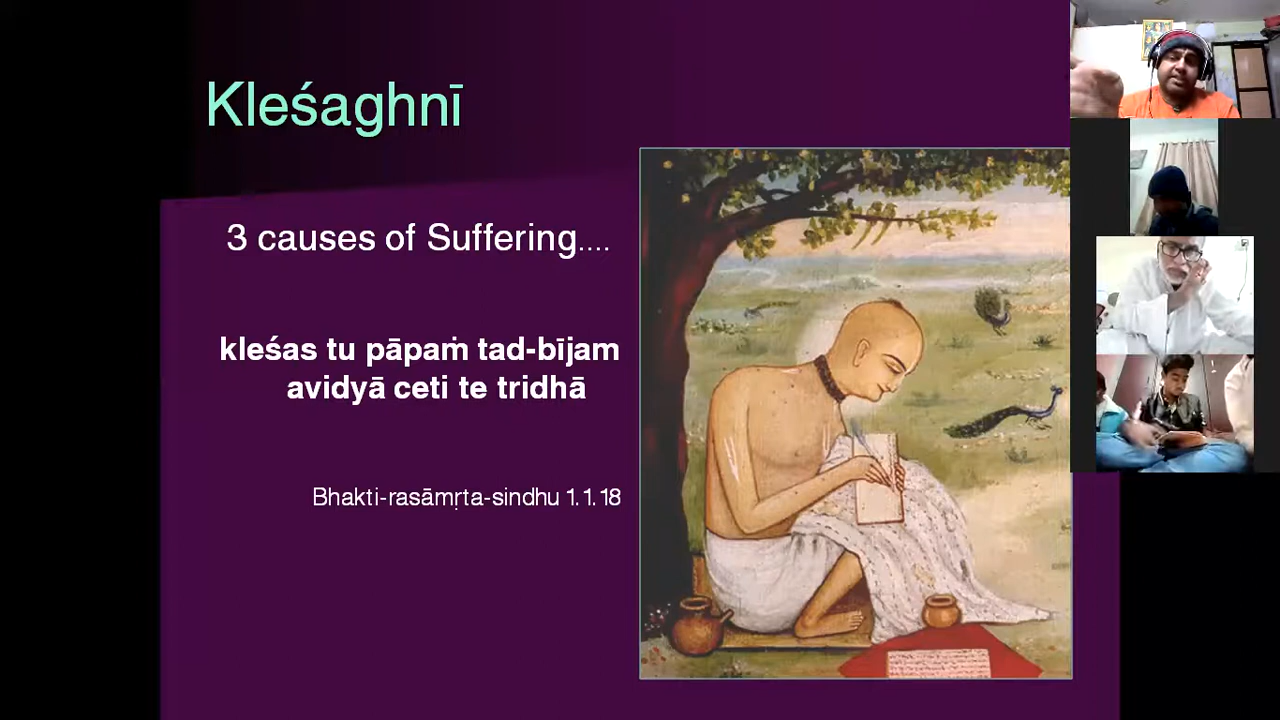 Kleśaghnī
3 causes of Suffering....
kleśas tu pāpaṁ tad-bījam
avidyā ceti te tridhā
Bhakti-rasāmṛta-sindhu 1.1.18